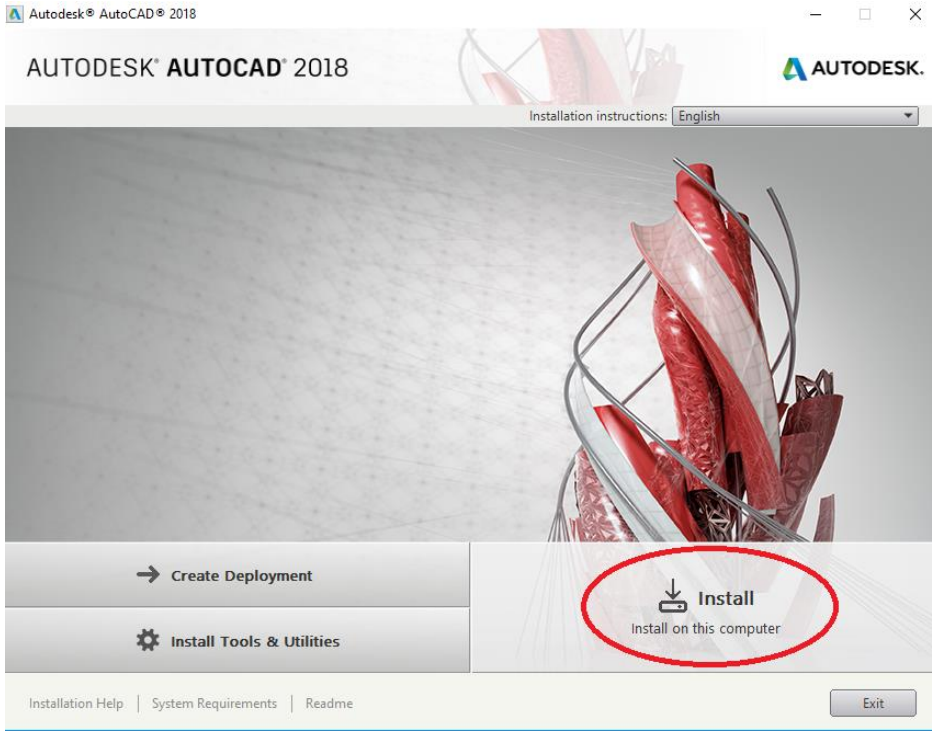 Autodesk® AutoCAD® 2018
AUTODESK® AUTOCAD® 2018
AUTODESK.
Installation instructions: English
Create Deployment
Install Tools & Utilities
Install
Install on this computer
Installation Help | System Requirements | Readme
Exit